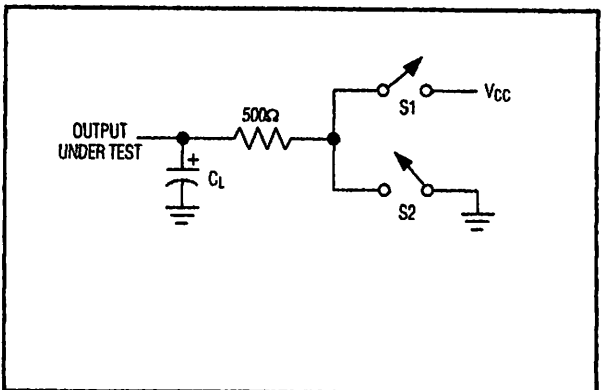 500Ω
OUTPUT
UNDER TEST
+
CL
S1
VCC
S2